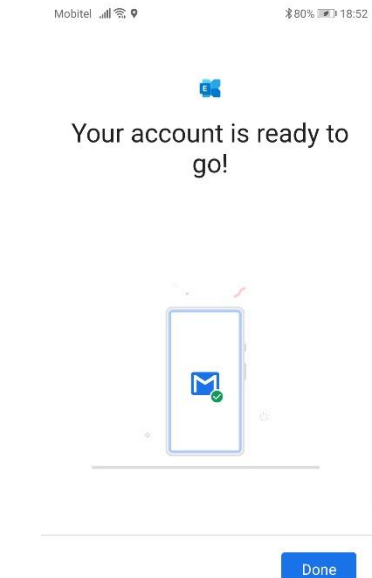 Mobitel 80% 18:52
E
Your account is ready to
go!
M
Done